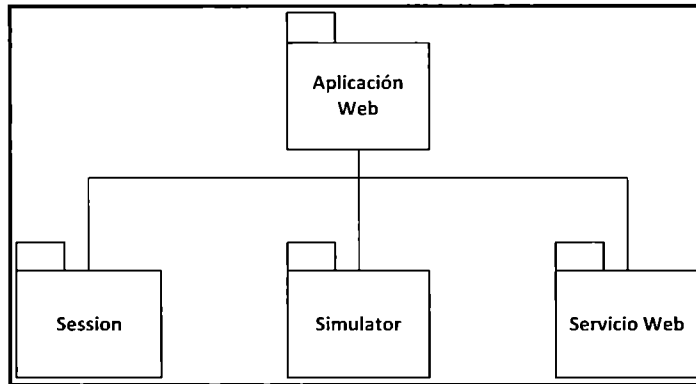 Aplicación
Web
Session
Simulator
Servicio Web